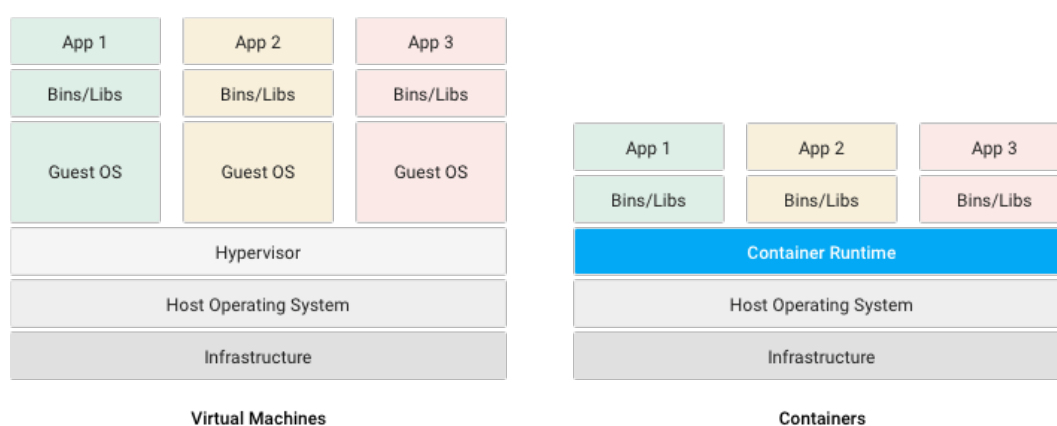 App 1
App 2
App 3
Bins/Libs
Bins/Libs
Bins/Libs
Guest OS
Guest OS
Guest OS
Hypervisor
Host Operating System
Infrastructure
Virtual Machines
App 1
App 2
App 3
Bins/Libs
Bins/Libs
Bins/Libs
Container Runtime
Host Operating System
Infrastructure
Containers